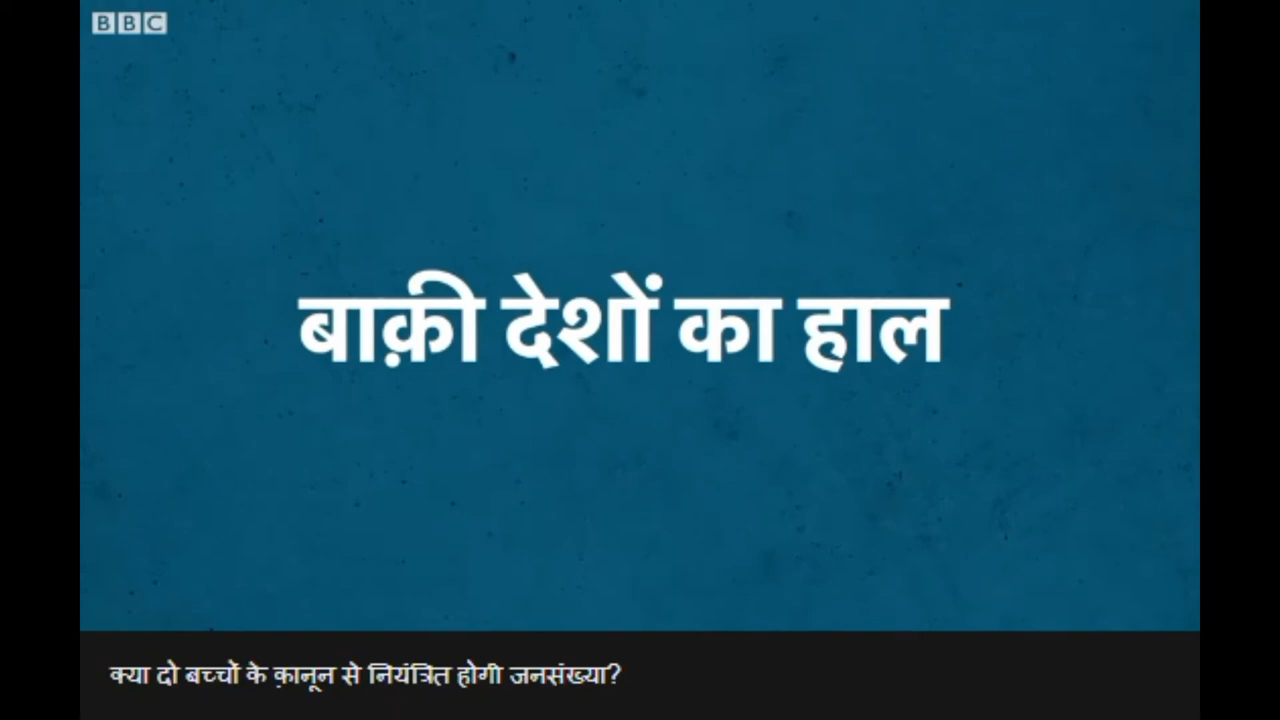 BBC
बाक़ी देशों का हाल
क्या दो बच्चों के क़ानून से नियंत्रित होगी जनसंख्या?